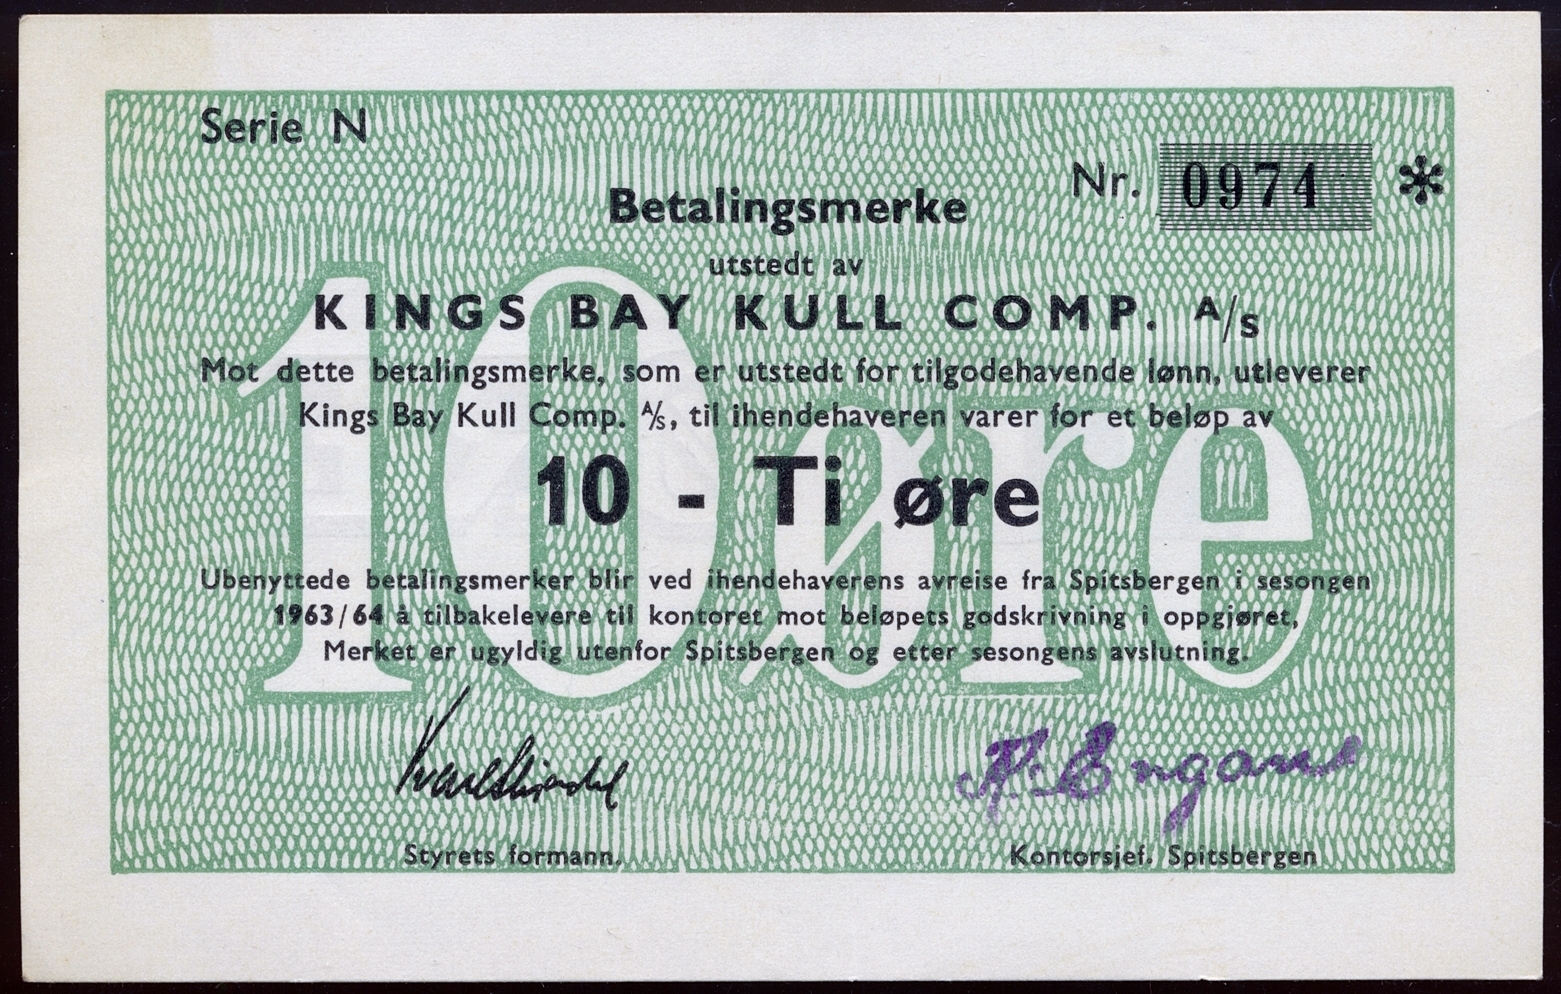 Serie N
Nr. 0974 *
Betalingsmerke
utstedt av
KINGS BAY KULL COMP. A/S
Mot dette betalingsmerke, som er utstedt for tilgodehavende lønn, utleverer
Kings Bay Kull Comp. A/S, til ihendehaveren varer for et beløp av
10 - Ti øre
10 øre
Ubenyttede betalingsmerker blir ved ihendehaverens avreise fra Spitsbergen i sesongen
1963/64 å tilbakelevere til kontoret mot beløpets godskrivning i oppgjøret,
Merket er ugyldig utenfor Spitsbergen og etter sesongens avslutning.
Styrets formann.
Kontorsjef. Spitsbergen